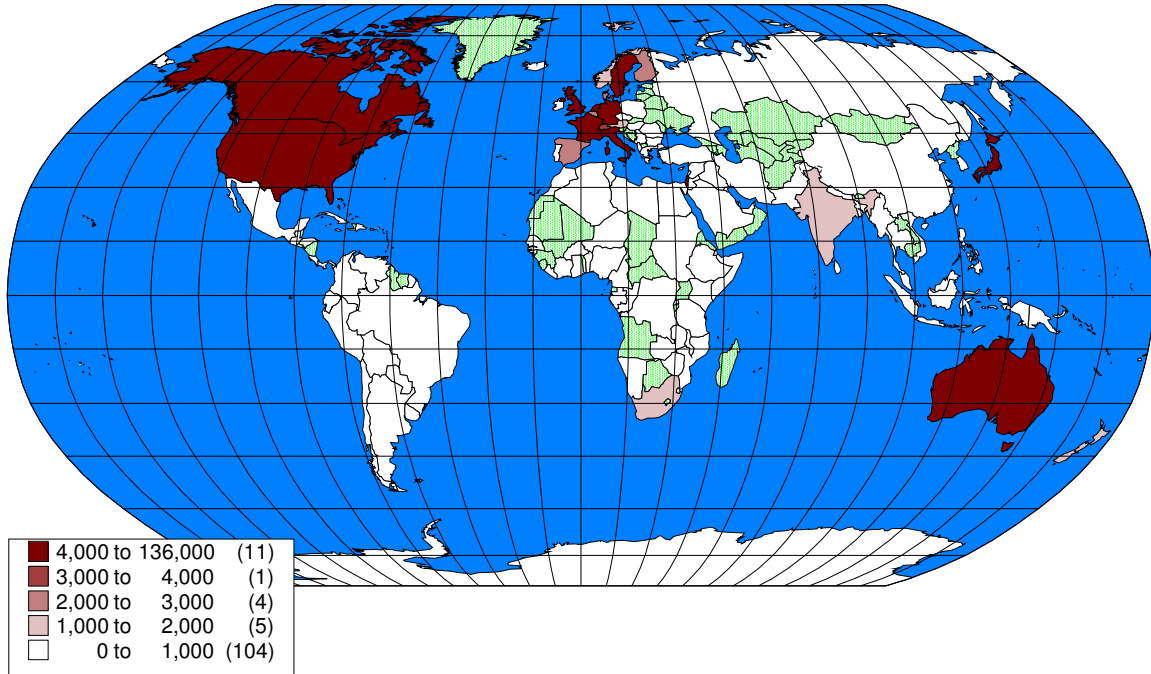 4,000 to 136,000 (11)
3,000 to 4,000 (1)
2,000 to 3,000 (4)
1,000 to 2,000 (5)
0 to 1,000 (104)